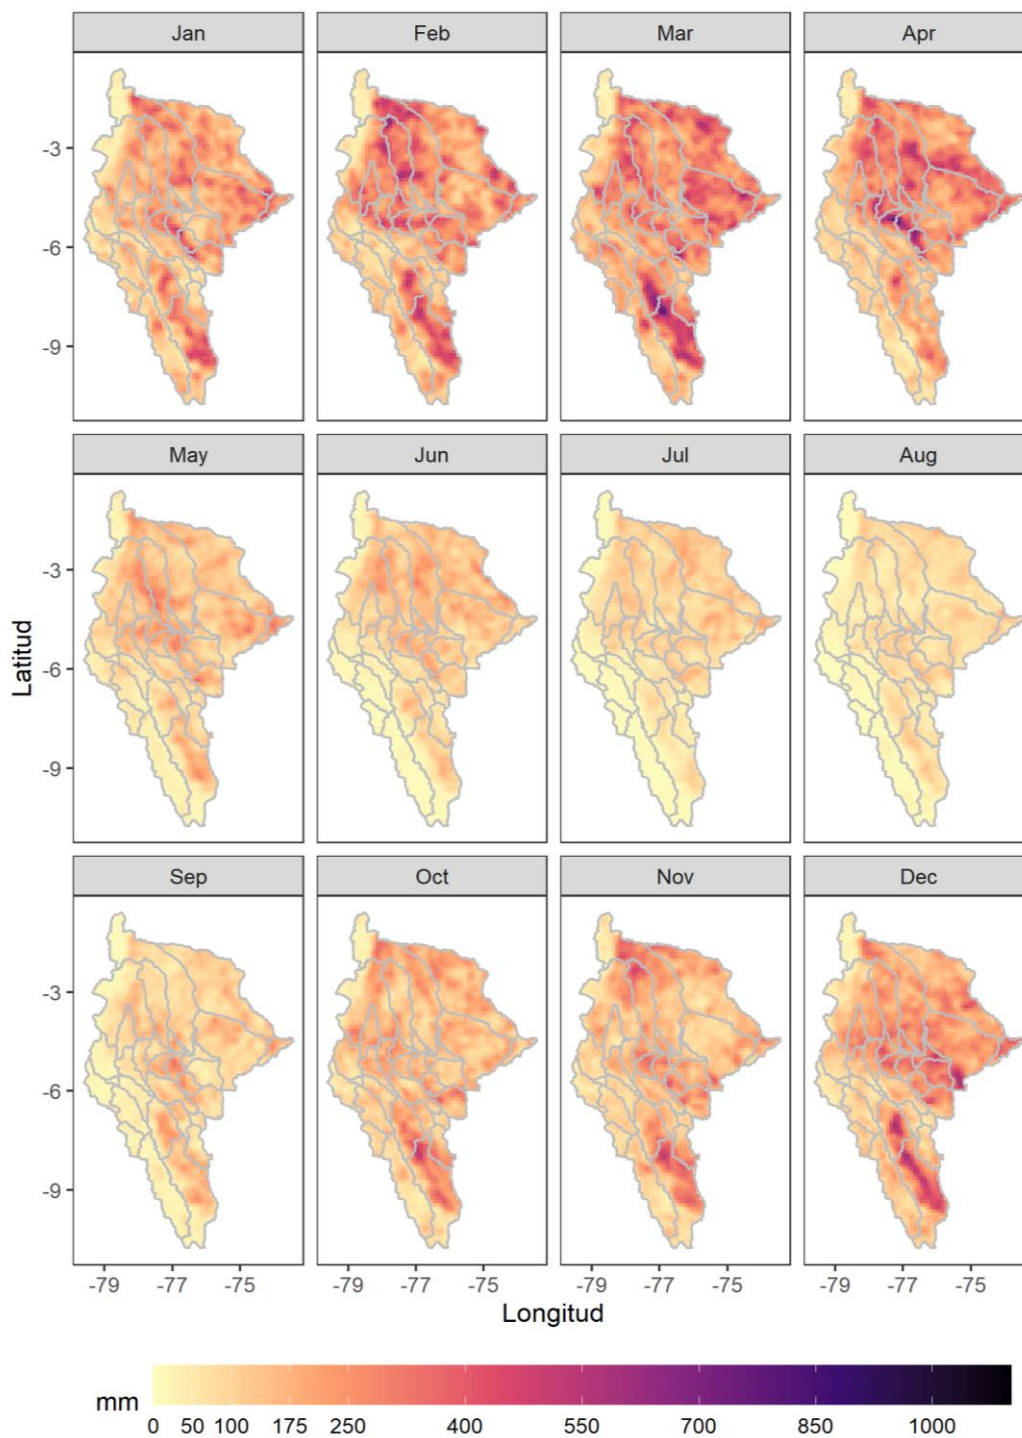 Jan Feb Mar Apr
-3
-6
-9
May Jun Jul Aug
-3
-6
-9
Latitud
Sep Oct Nov Dec
-3
-6
-9
-79 -77 -75 -79 -77 -75 -79 -77 -75 -79 -77 -75
Longitud
mm
0 50 100 175 250 400 550 700 850 1000